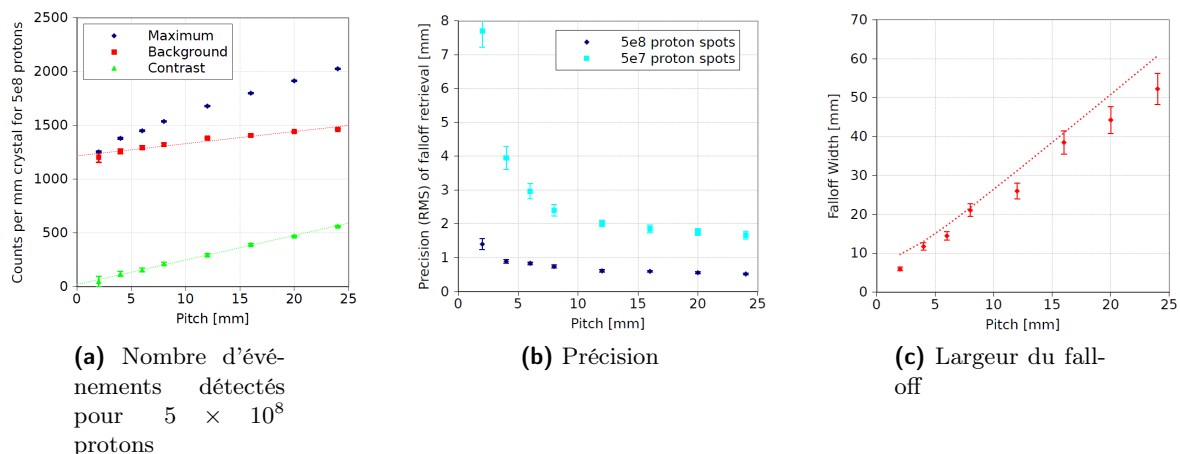 2500
2000
1500
1000
500
0
Counts per mm crystal for 5e8 protons
Maximum
Background
Contrast
0 5 10 15 20 25
Pitch [mm]
(a) Nombre d'évé-
nements détectés
pour 5 × 10⁸
protons
8
7
6
5
4
3
2
1
0
Precision (RMS) of falloff retrieval [mm]
5e8 proton spots
5e7 proton spots
0 5 10 15 20 25
Pitch [mm]
(b) Précision
70
60
50
40
30
20
10
0
Falloff Width [mm]
0 5 10 15 20 25
Pitch [mm]
(c) Largeur du fall-
off